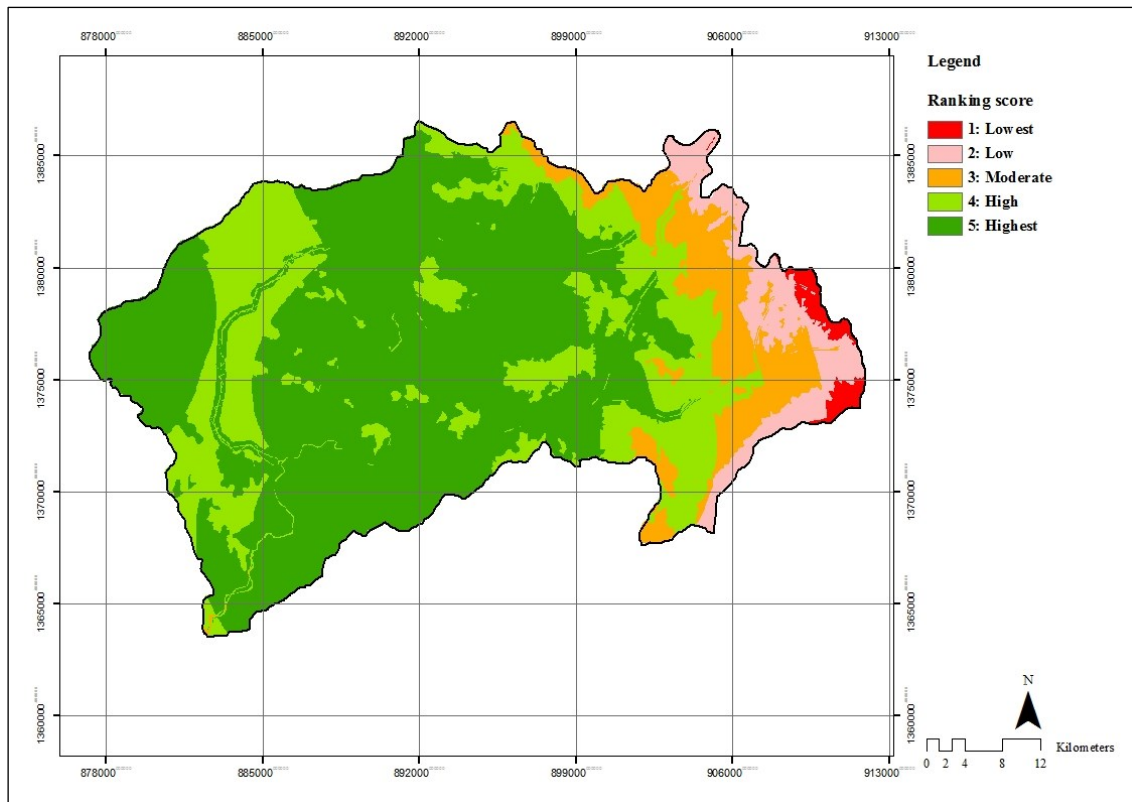 878000 885000 892000 899000 906000 913000
1385000 1385000
1380000 1380000
1375000 1375000
1370000 1370000
1365000 1365000
1360000 1360000
878000 885000 892000 899000 906000 913000
Legend
Ranking score
1: Lowest
2: Low
3: Moderate
4: High
5: Highest
N
Kilometers
0 2 4 8 12